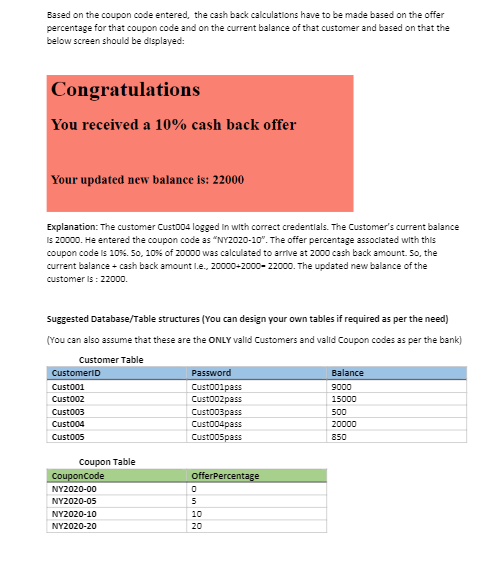 Based on the coupon code entered, the cash back calculations have to be made based on the offer
percentage for that coupon code and on the current balance of that customer and based on that the
below screen should be displayed:
Congratulations
You received a 10% cash back offer
Your updated new balance is: 22000
Explanation: The customer Cust004 logged in with correct credentials. The Customer's current balance
is 20000. He entered the coupon code as "NY2020-10". The offer percentage associated with this
coupon code is 10%. So, 10% of 20000 was calculated to arrive at 2000 cash back amount. So, the
current balance + cash back amount i.e., 20000+2000= 22000. The updated new balance of the
customer is : 22000.
Suggested Database/Table structures (You can design your own tables if required as per the need)
(You can also assume that these are the ONLY valid Customers and valid Coupon codes as per the bank)
Customer Table
CustomerID Password Balance
Cust001 Cust001pass 9000
Cust002 Cust002pass 15000
Cust003 Cust003pass 500
Cust004 Cust004pass 20000
Cust005 Cust005pass 850
Coupon Table
CouponCode OfferPercentage
NY2020-00 0
NY2020-05 5
NY2020-10 10
NY2020-20 20